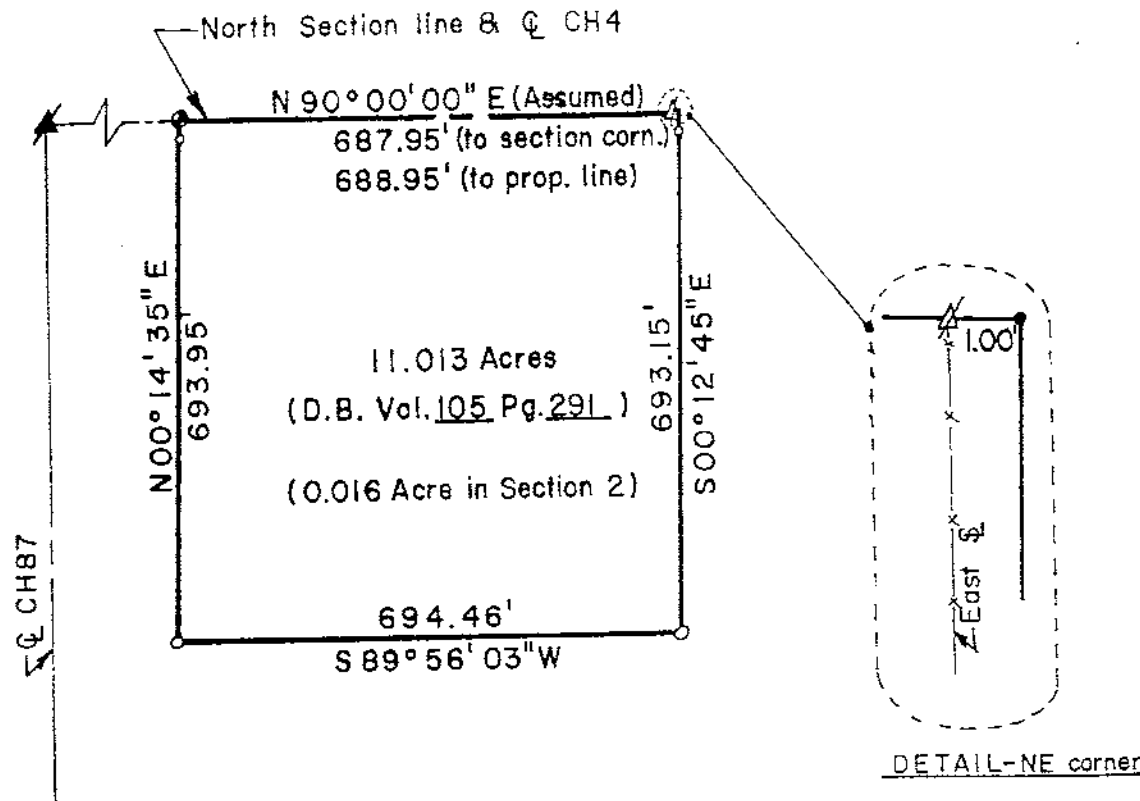 North Section line & ℄ CH4
N 90°00'00" E (Assumed)
687.95' (to section corn.)
688.95' (to prop. line)
N00°14'35"E
693.95'
11.013 Acres
(D.B. Vol. 105 Pg. 291 )
(0.016 Acre in Section 2)
693.15'
S00°12'45"E
694.46'
S89°56'03"W
℄ CH87
1.00'
East SL
DETAIL-NE corner